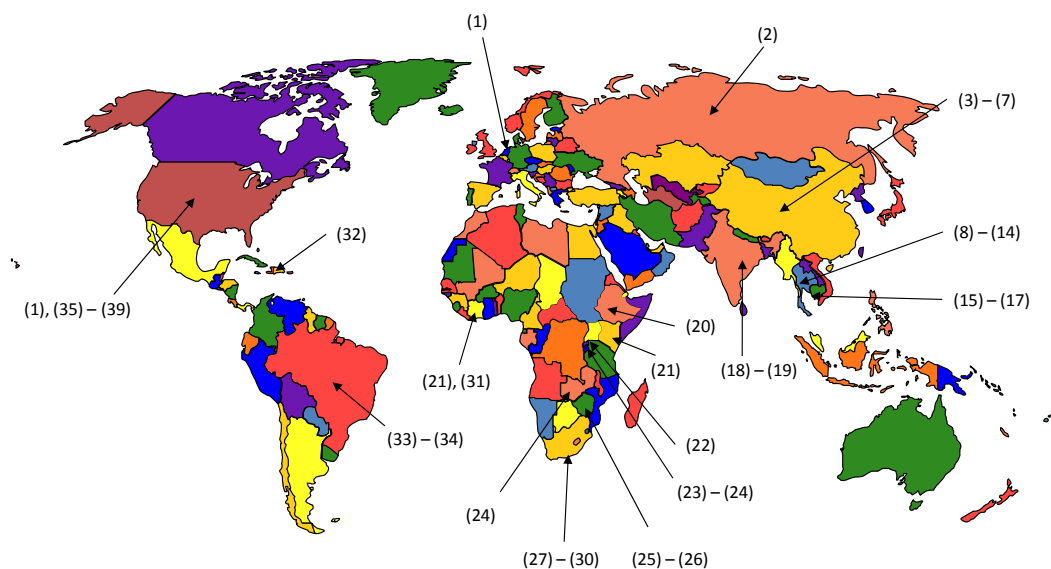 (1)
(2)
(3) – (7)
(8) – (14)
(32)
(1), (35) – (39)
(15) – (17)
(20)
(21), (31)
(21)
(18) – (19)
(33) – (34)
(22)
(23) – (24)
(24)
(27) – (30)
(25) – (26)